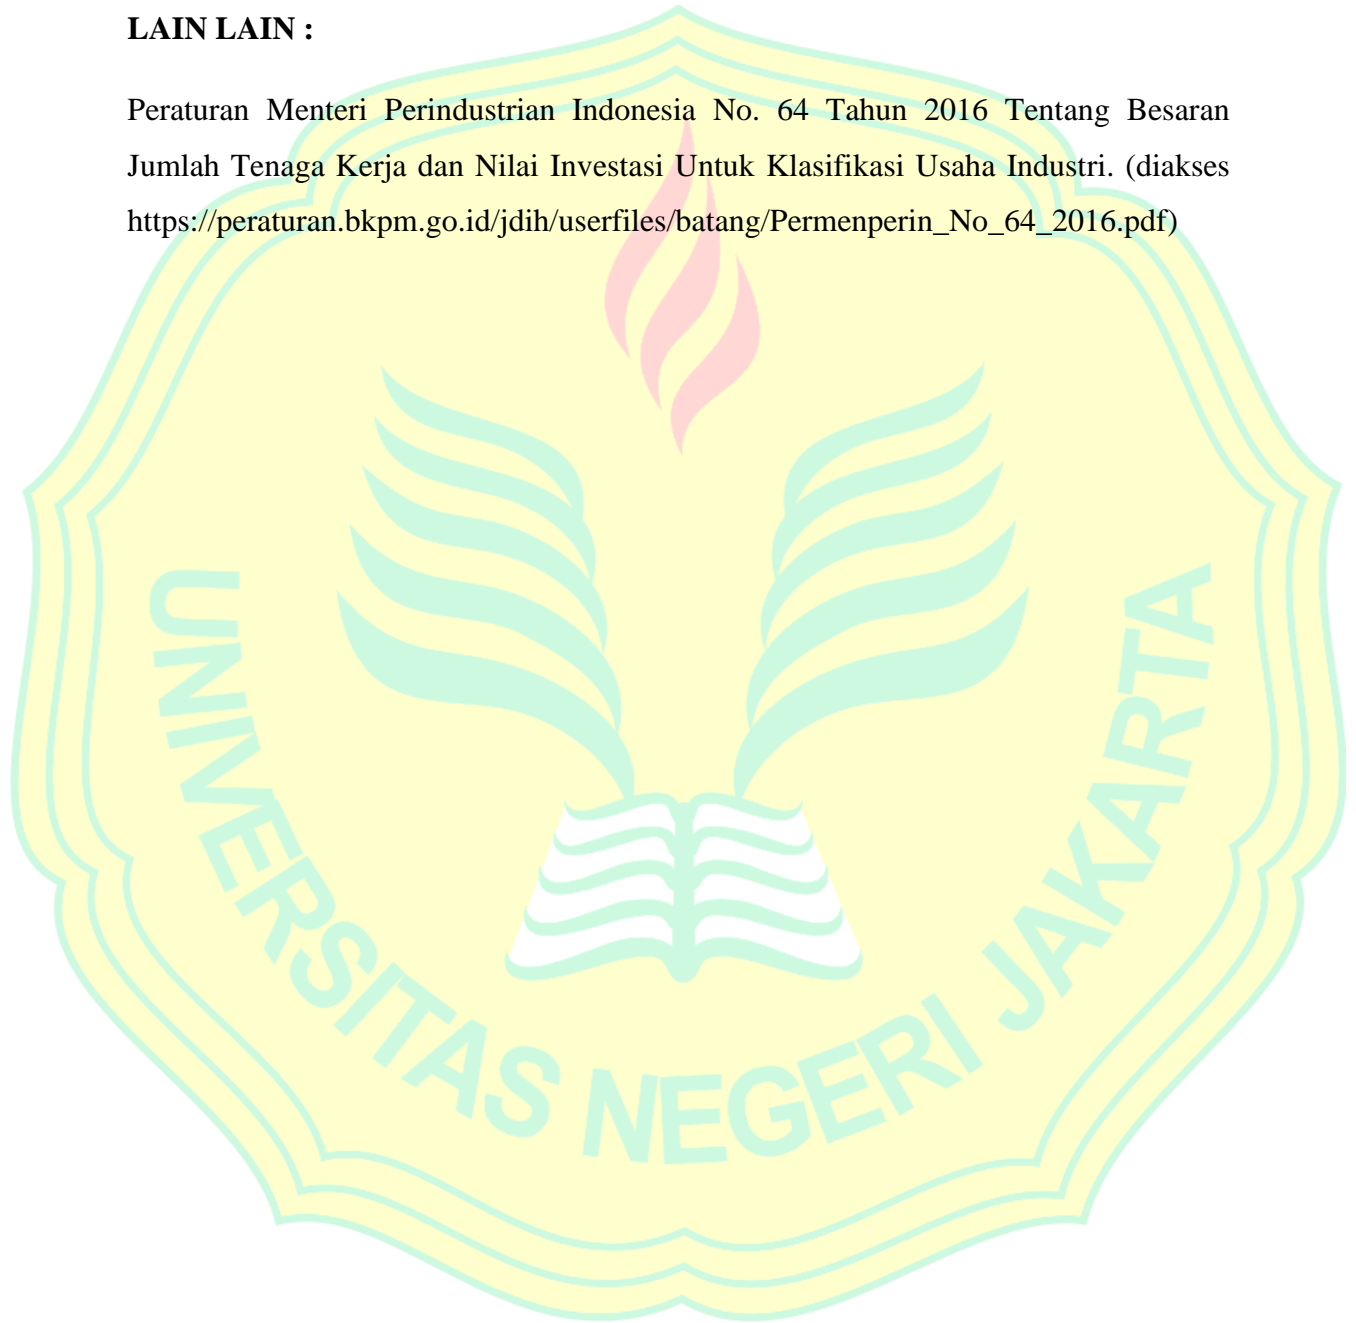 LAIN LAIN :
Peraturan Menteri Perindustrian Indonesia No. 64 Tahun 2016 Tentang Besaran
Jumlah Tenaga Kerja dan Nilai Investasi Untuk Klasifikasi Usaha Industri. (diakses
https://peraturan.bkpm.go.id/jdih/userfiles/batang/Permenperin_No_64_2016.pdf)
UNIVERSITAS NEGERI JAKARTA